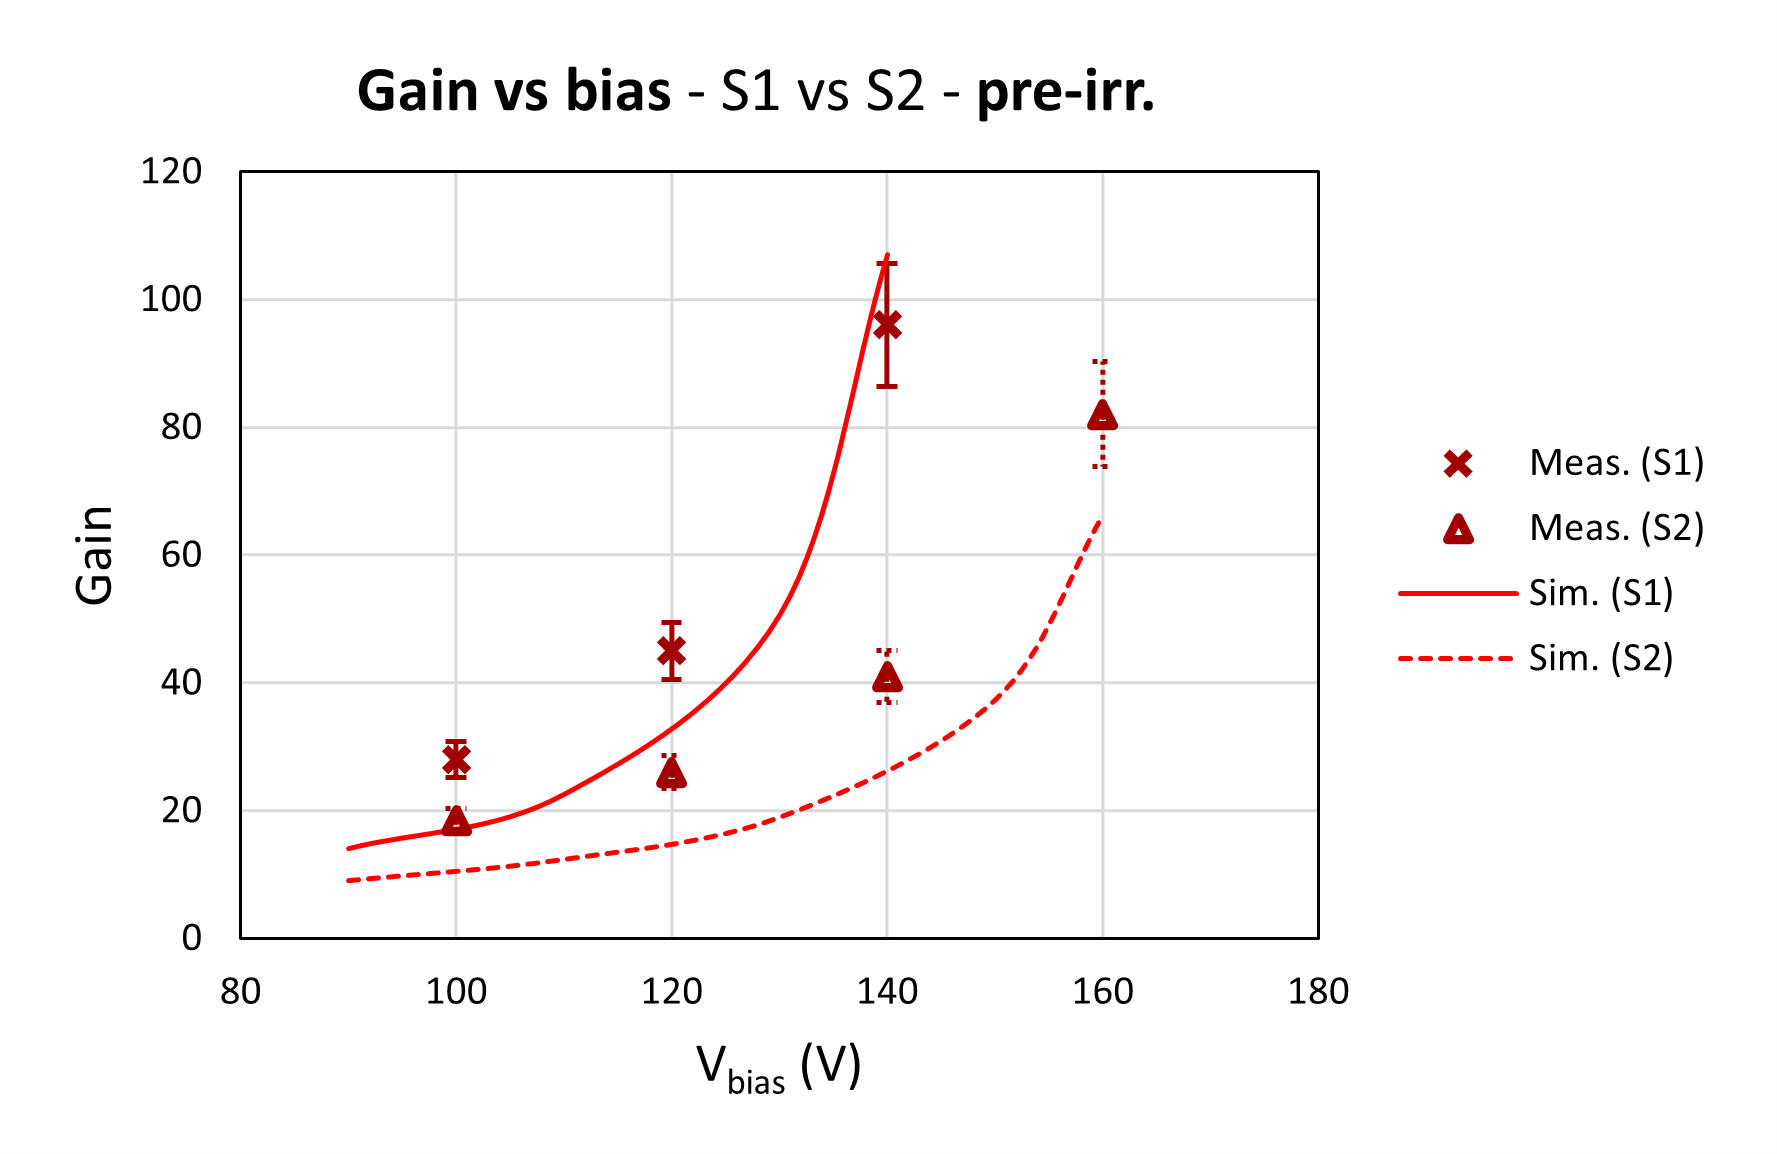 Gain vs bias - S1 vs S2 - pre-irr.
120
100
80
60
40
20
0
Gain
80 100 120 140 160 180
Vbias (V)
Meas. (S1)
Meas. (S2)
Sim. (S1)
Sim. (S2)